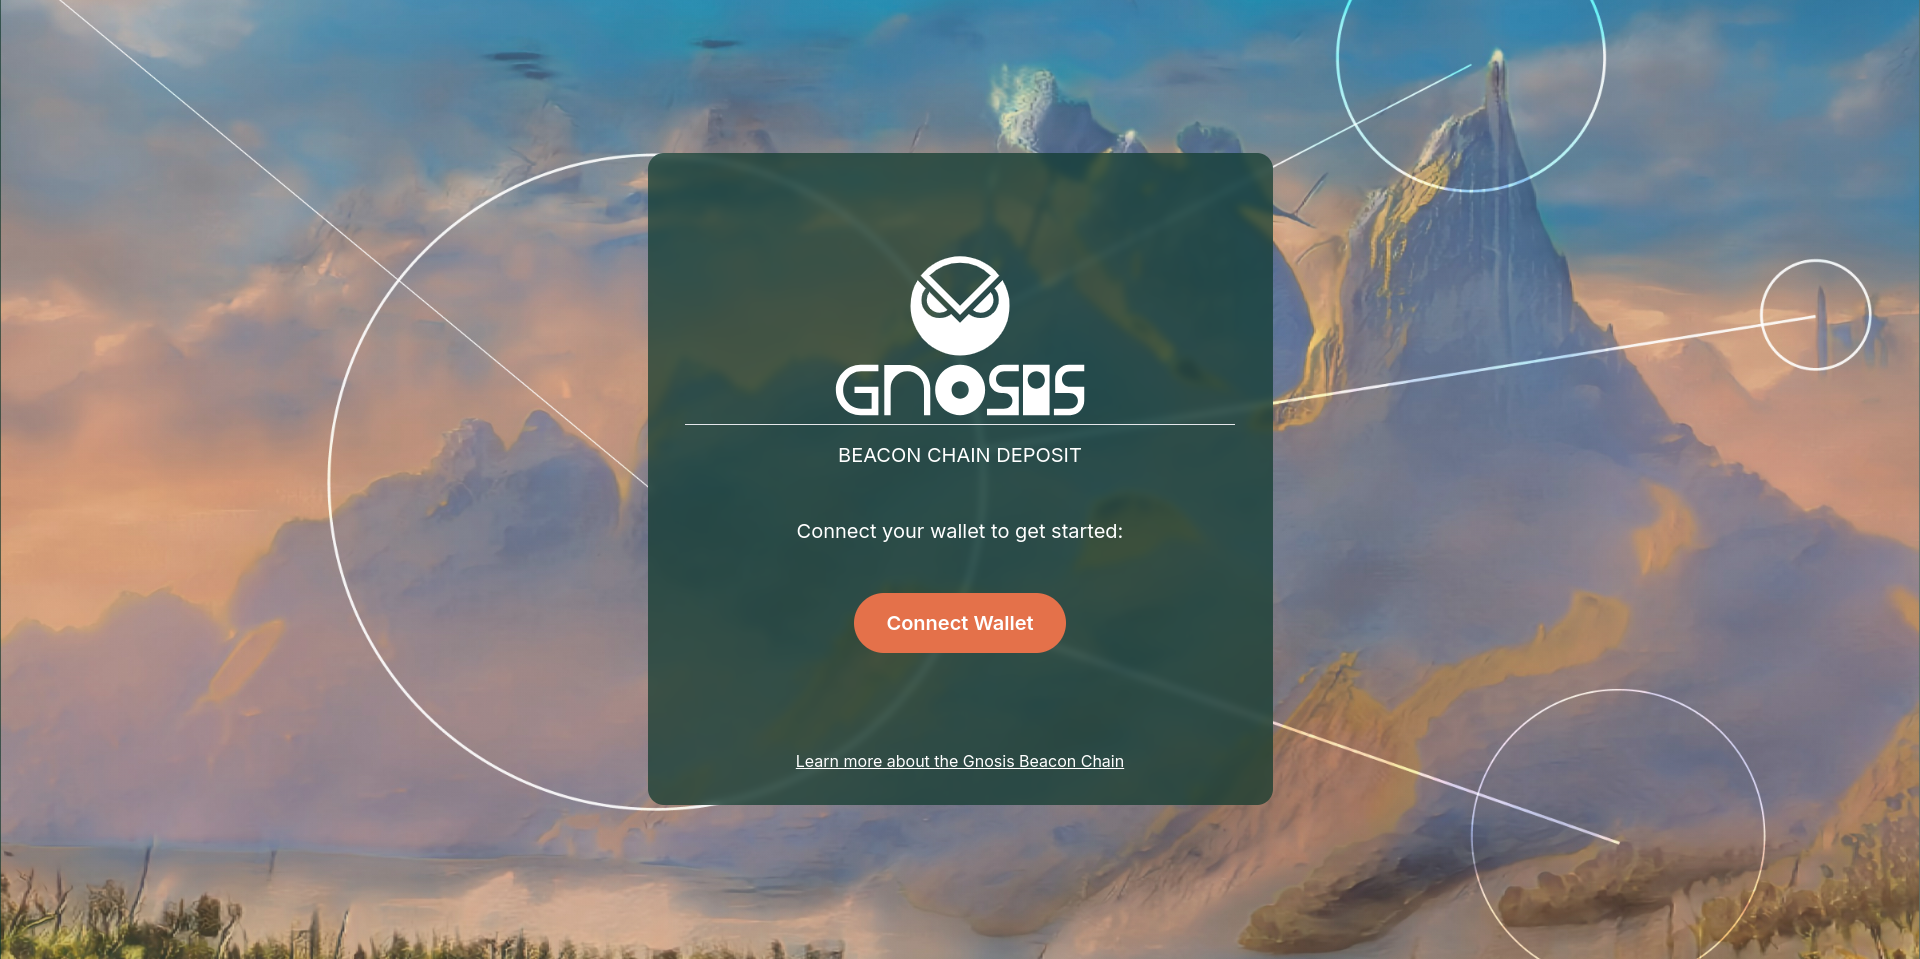 GNOSIS
BEACON CHAIN DEPOSIT
Connect your wallet to get started:
Connect Wallet
Learn more about the Gnosis Beacon Chain